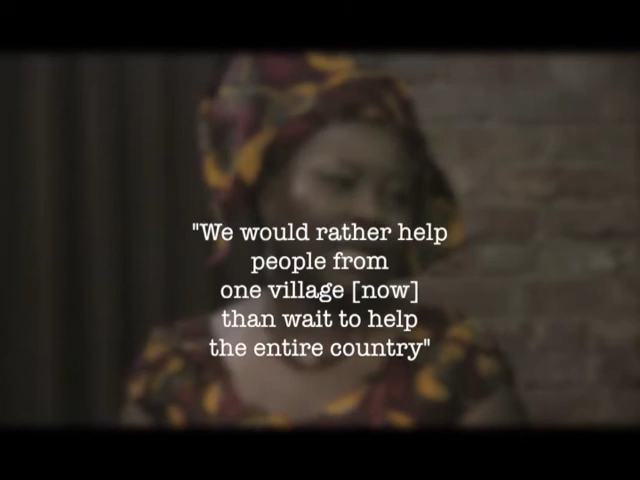 "We would rather help
people from
one village [now]
than wait to help
the entire country"